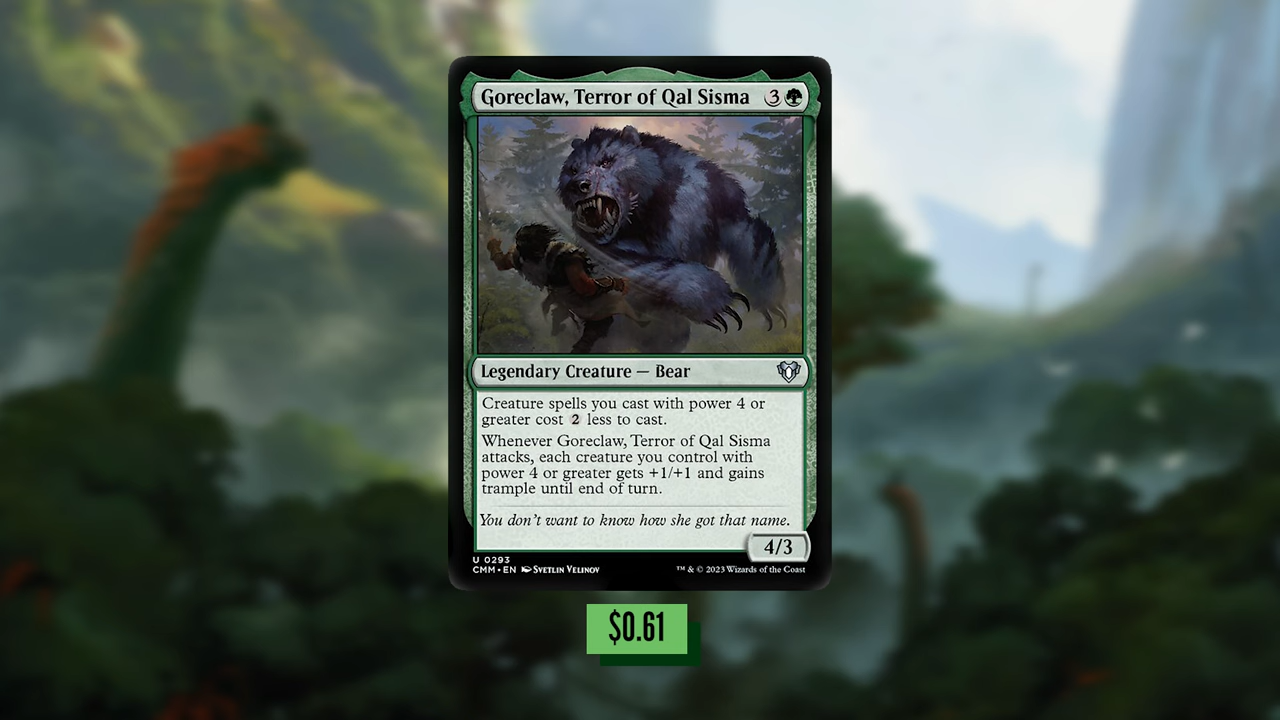 Goreclaw, Terror of Qal Sisma 3
Legendary Creature — Bear
Creature spells you cast with power 4 or
greater cost 2 less to cast.
Whenever Goreclaw, Terror of Qal Sisma
attacks, each creature you control with
power 4 or greater gets +1/+1 and gains
trample until end of turn.
You don't want to know how she got that name.
4/3
U 0293
CMM • EN Svetlin Velinov
™ & © 2023 Wizards of the Coast
$0.61